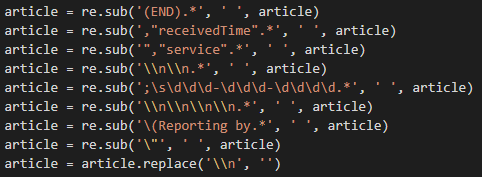 article = re.sub('(END).*', ' ', article)
article = re.sub(',"receivedTime".*', ' ', article)
article = re.sub('","service".*', ' ', article)
article = re.sub('\\n\\n.*', ' ', article)
article = re.sub(';\s\d\d\d-\d\d\d-\d\d\d\d.*', ' ', article)
article = re.sub('\\n\\n\\n\\n.*', ' ', article)
article = re.sub('\(Reporting by.*', ' ', article)
article = re.sub('\"', ' ', article)
article = article.replace('\\n', '')